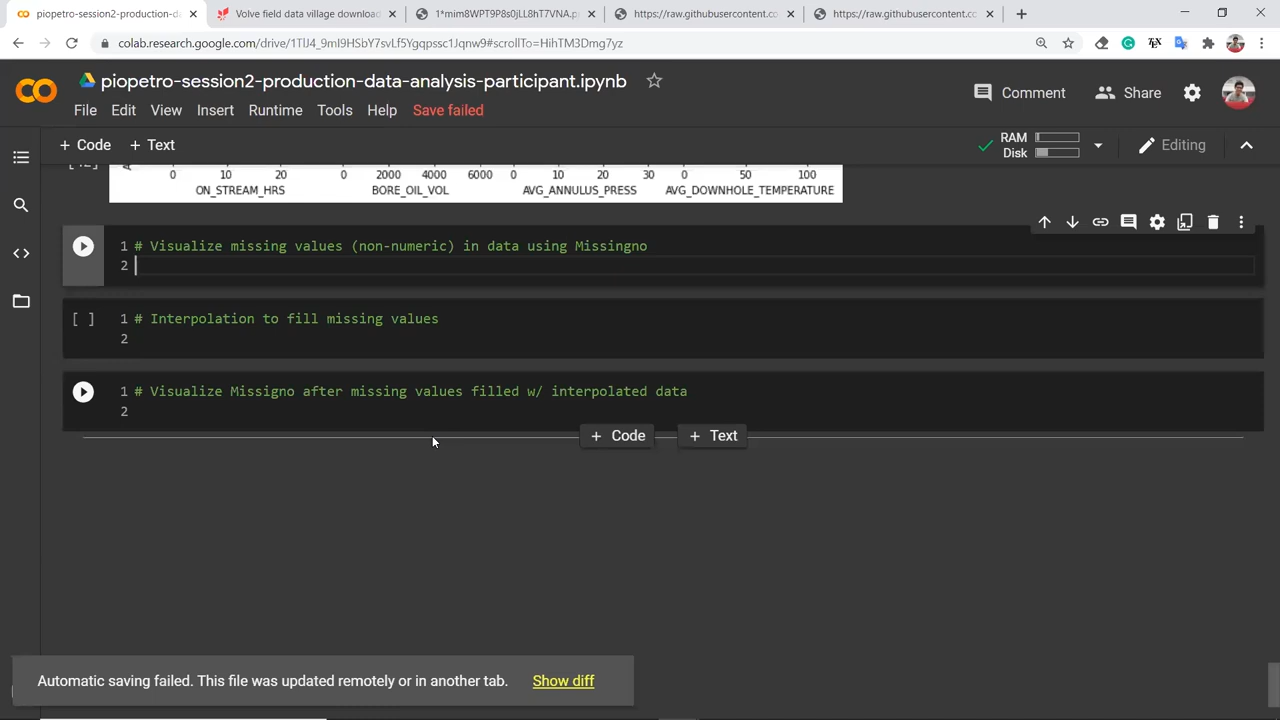 piopetro-session2-production-d
Volve field data village download
1*mim8WPT9P8s0jLL8hT7VNA.p
https://raw.githubusercontent.cc
https://raw.githubusercontent.cc
colab.research.google.com/drive/1TlJ4_9mI9HSbY7svLf5Ygqpssc1Jqnw9#scrollTo=HihTM3Dmg7yz
piopetro-session2-production-data-analysis-participant.ipynb
File Edit View Insert Runtime Tools Help Save failed
Comment Share
+ Code + Text
RAM
Disk
Editing
0 10 20 0 2000 4000 6000 0 10 20 30 0 50 100
ON_STREAM_HRS BORE_OIL_VOL AVG_ANNULUS_PRESS AVG_DOWNHOLE_TEMPERATURE
1 # Visualize missing values (non-numeric) in data using Missingno
2
[ ] 1 # Interpolation to fill missing values
2
1 # Visualize Missigno after missing values filled w/ interpolated data
2
+ Code + Text
Automatic saving failed. This file was updated remotely or in another tab. Show diff